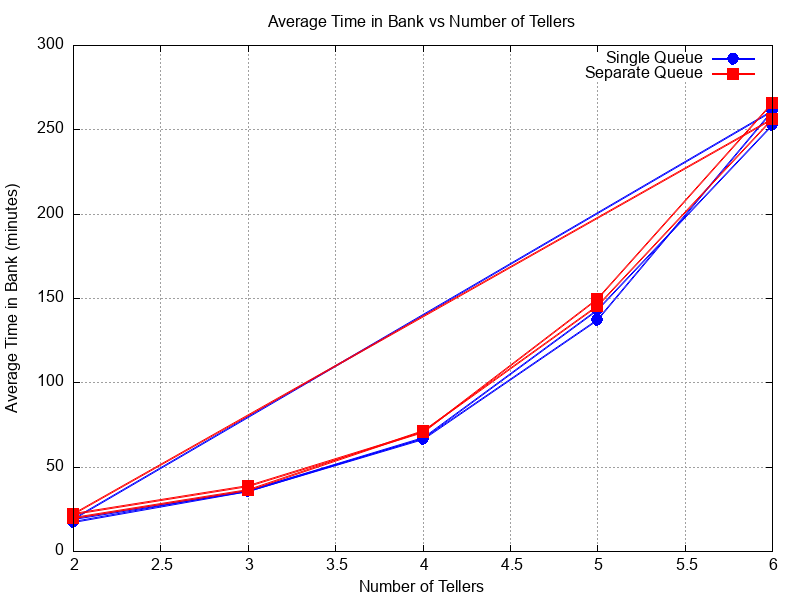 Average Time in Bank vs Number of Tellers
300
250
200
150
100
50
0
Average Time in Bank (minutes)
Single Queue
Separate Queue
2 2.5 3 3.5 4 4.5 5 5.5 6
Number of Tellers